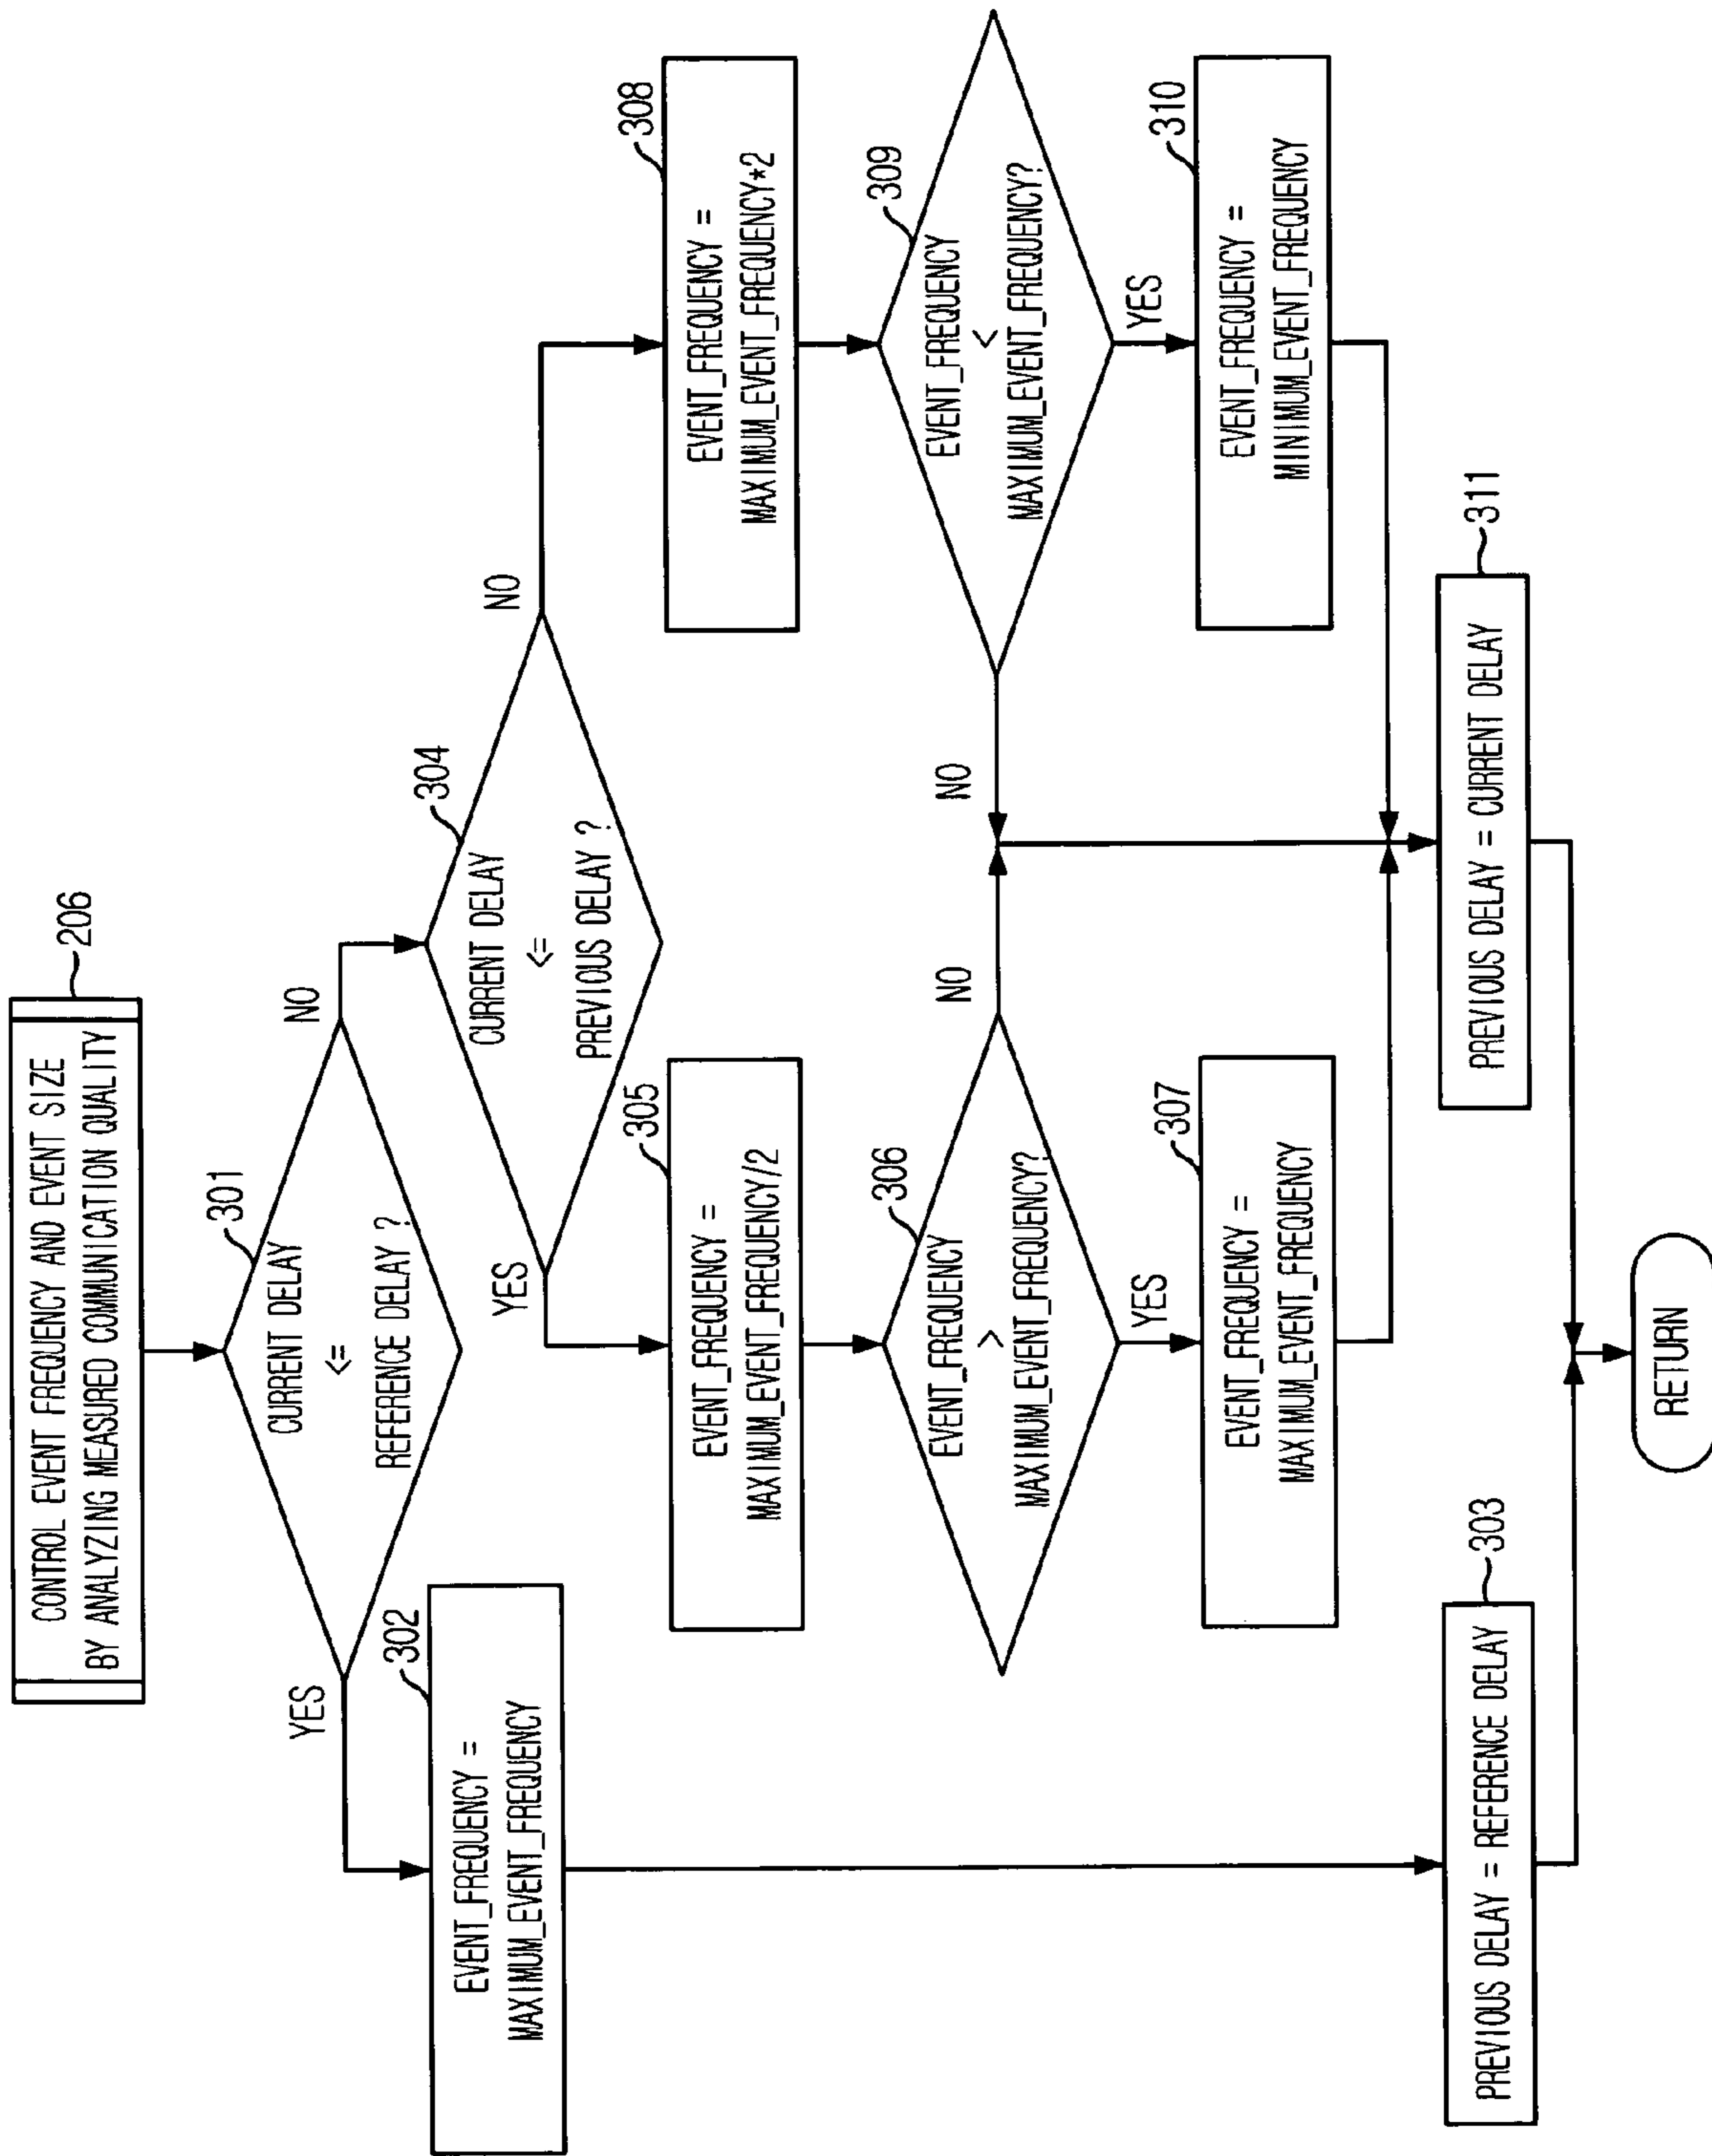 CONTROL EVENT FREQUENCY AND EVENT SIZE
BY ANALYZING MEASURED COMMUNICATION QUALITY
206
301
CURRENT DELAY
<=
REFERENCE DELAY ?
YES
NO
302
EVENT_FREQUENCY =
MAXIMUM_EVENT_FREQUENCY
304
CURRENT DELAY
<=
PREVIOUS DELAY ?
YES
NO
305
EVENT_FREQUENCY =
MAXIMUM_EVENT_FREQUENCY/2
308
EVENT_FREQUENCY =
MAXIMUM_EVENT_FREQUENCY*2
306
EVENT_FREQUENCY
>
MAXIMUM_EVENT_FREQUENCY?
NO
YES
309
EVENT_FREQUENCY
<
MAXIMUM_EVENT_FREQUENCY?
NO
YES
307
EVENT_FREQUENCY =
MAXIMUM_EVENT_FREQUENCY
310
EVENT_FREQUENCY =
MINIMUM_EVENT_FREQUENCY
303
PREVIOUS DELAY = REFERENCE DELAY
311
PREVIOUS DELAY = CURRENT DELAY
RETURN